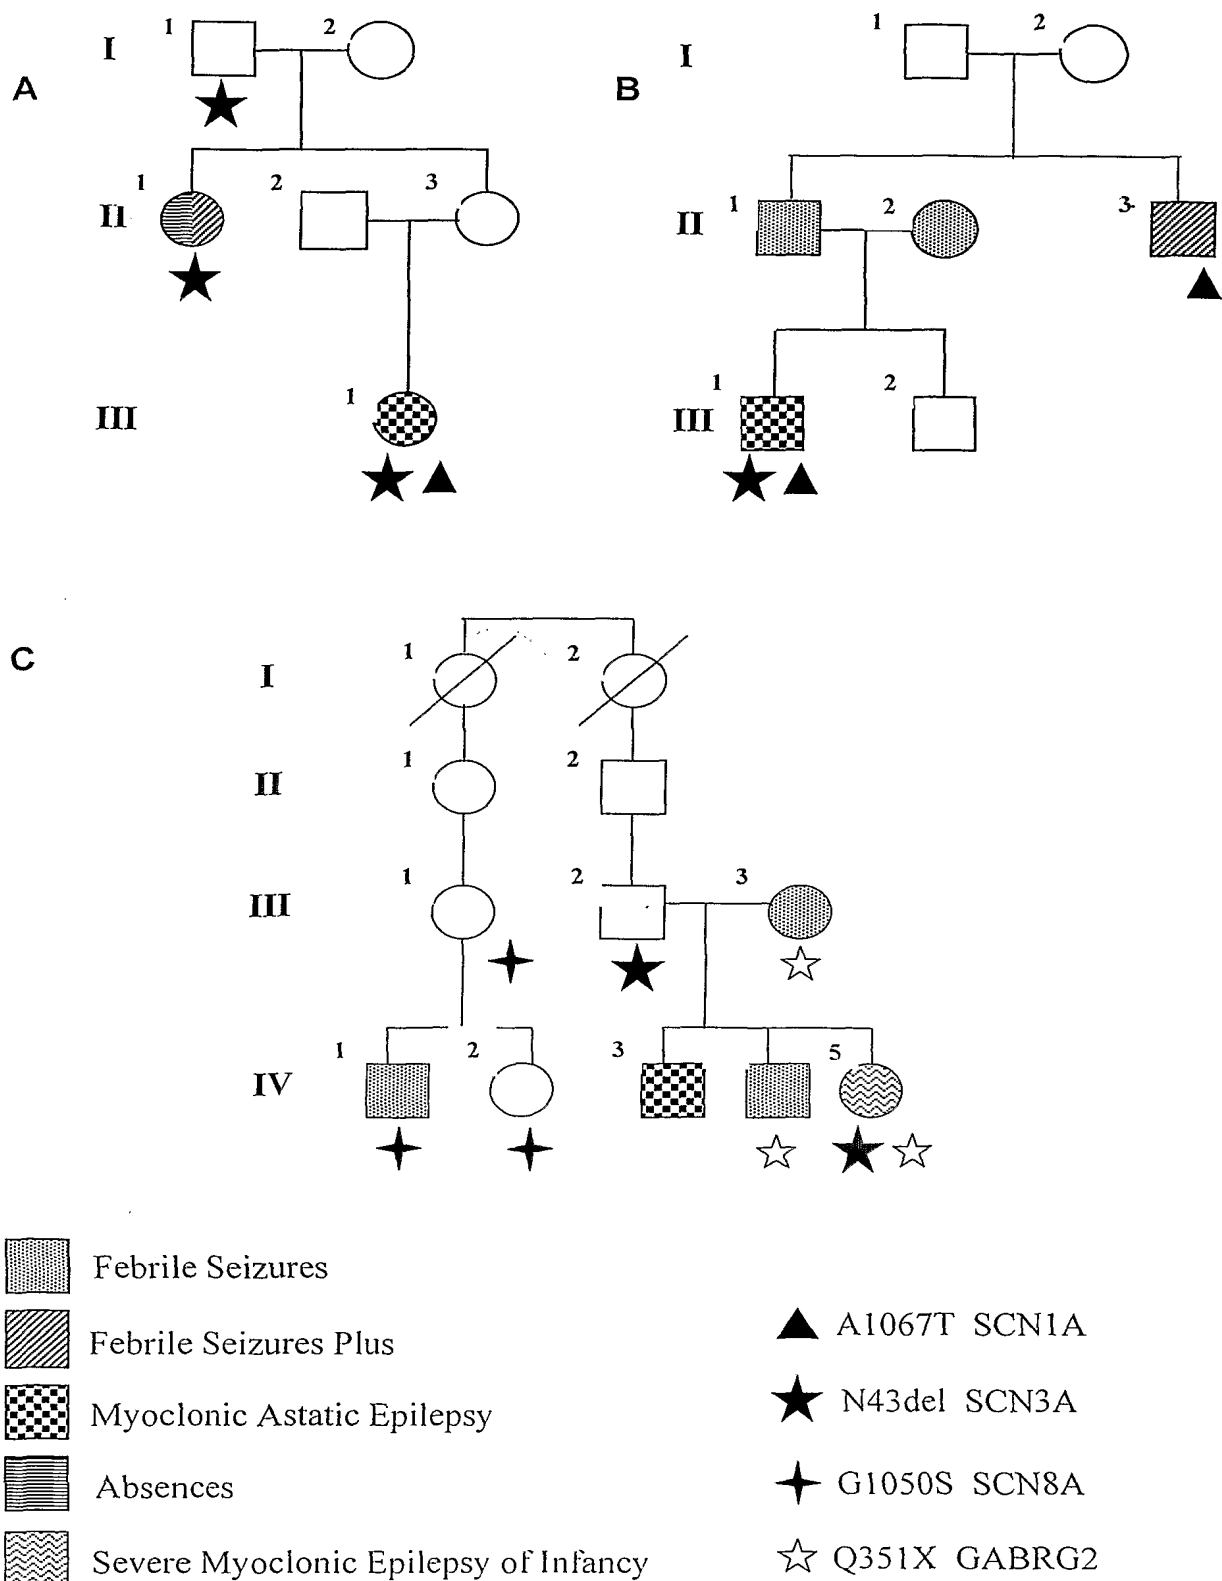 A
I
1
2
II
1
2
3
III
1
B
I
1
2
II
1
2
3
III
1
2
C
I
1
2
II
1
2
III
1
2
3
IV
1
2
3
5
Febrile Seizures
Febrile Seizures Plus
Myoclonic Astatic Epilepsy
Absences
Severe Myoclonic Epilepsy of Infancy
A1067T SCN1A
N43del SCN3A
G1050S SCN8A
Q351X GABRG2